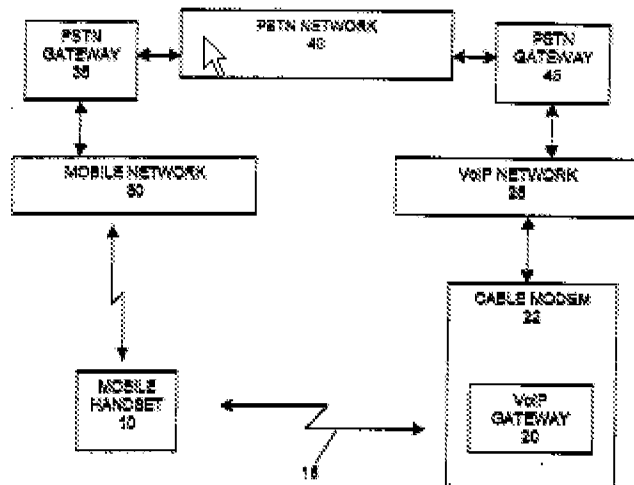 PSTN NETWORK
40
PSTN
GATEWAY
35
PSTN
GATEWAY
45
MOBILE NETWORK
30
VoIP NETWORK
25
CABLE MODEM
22
MOBILE
HANDSET
10
VoIP
GATEWAY
20
15